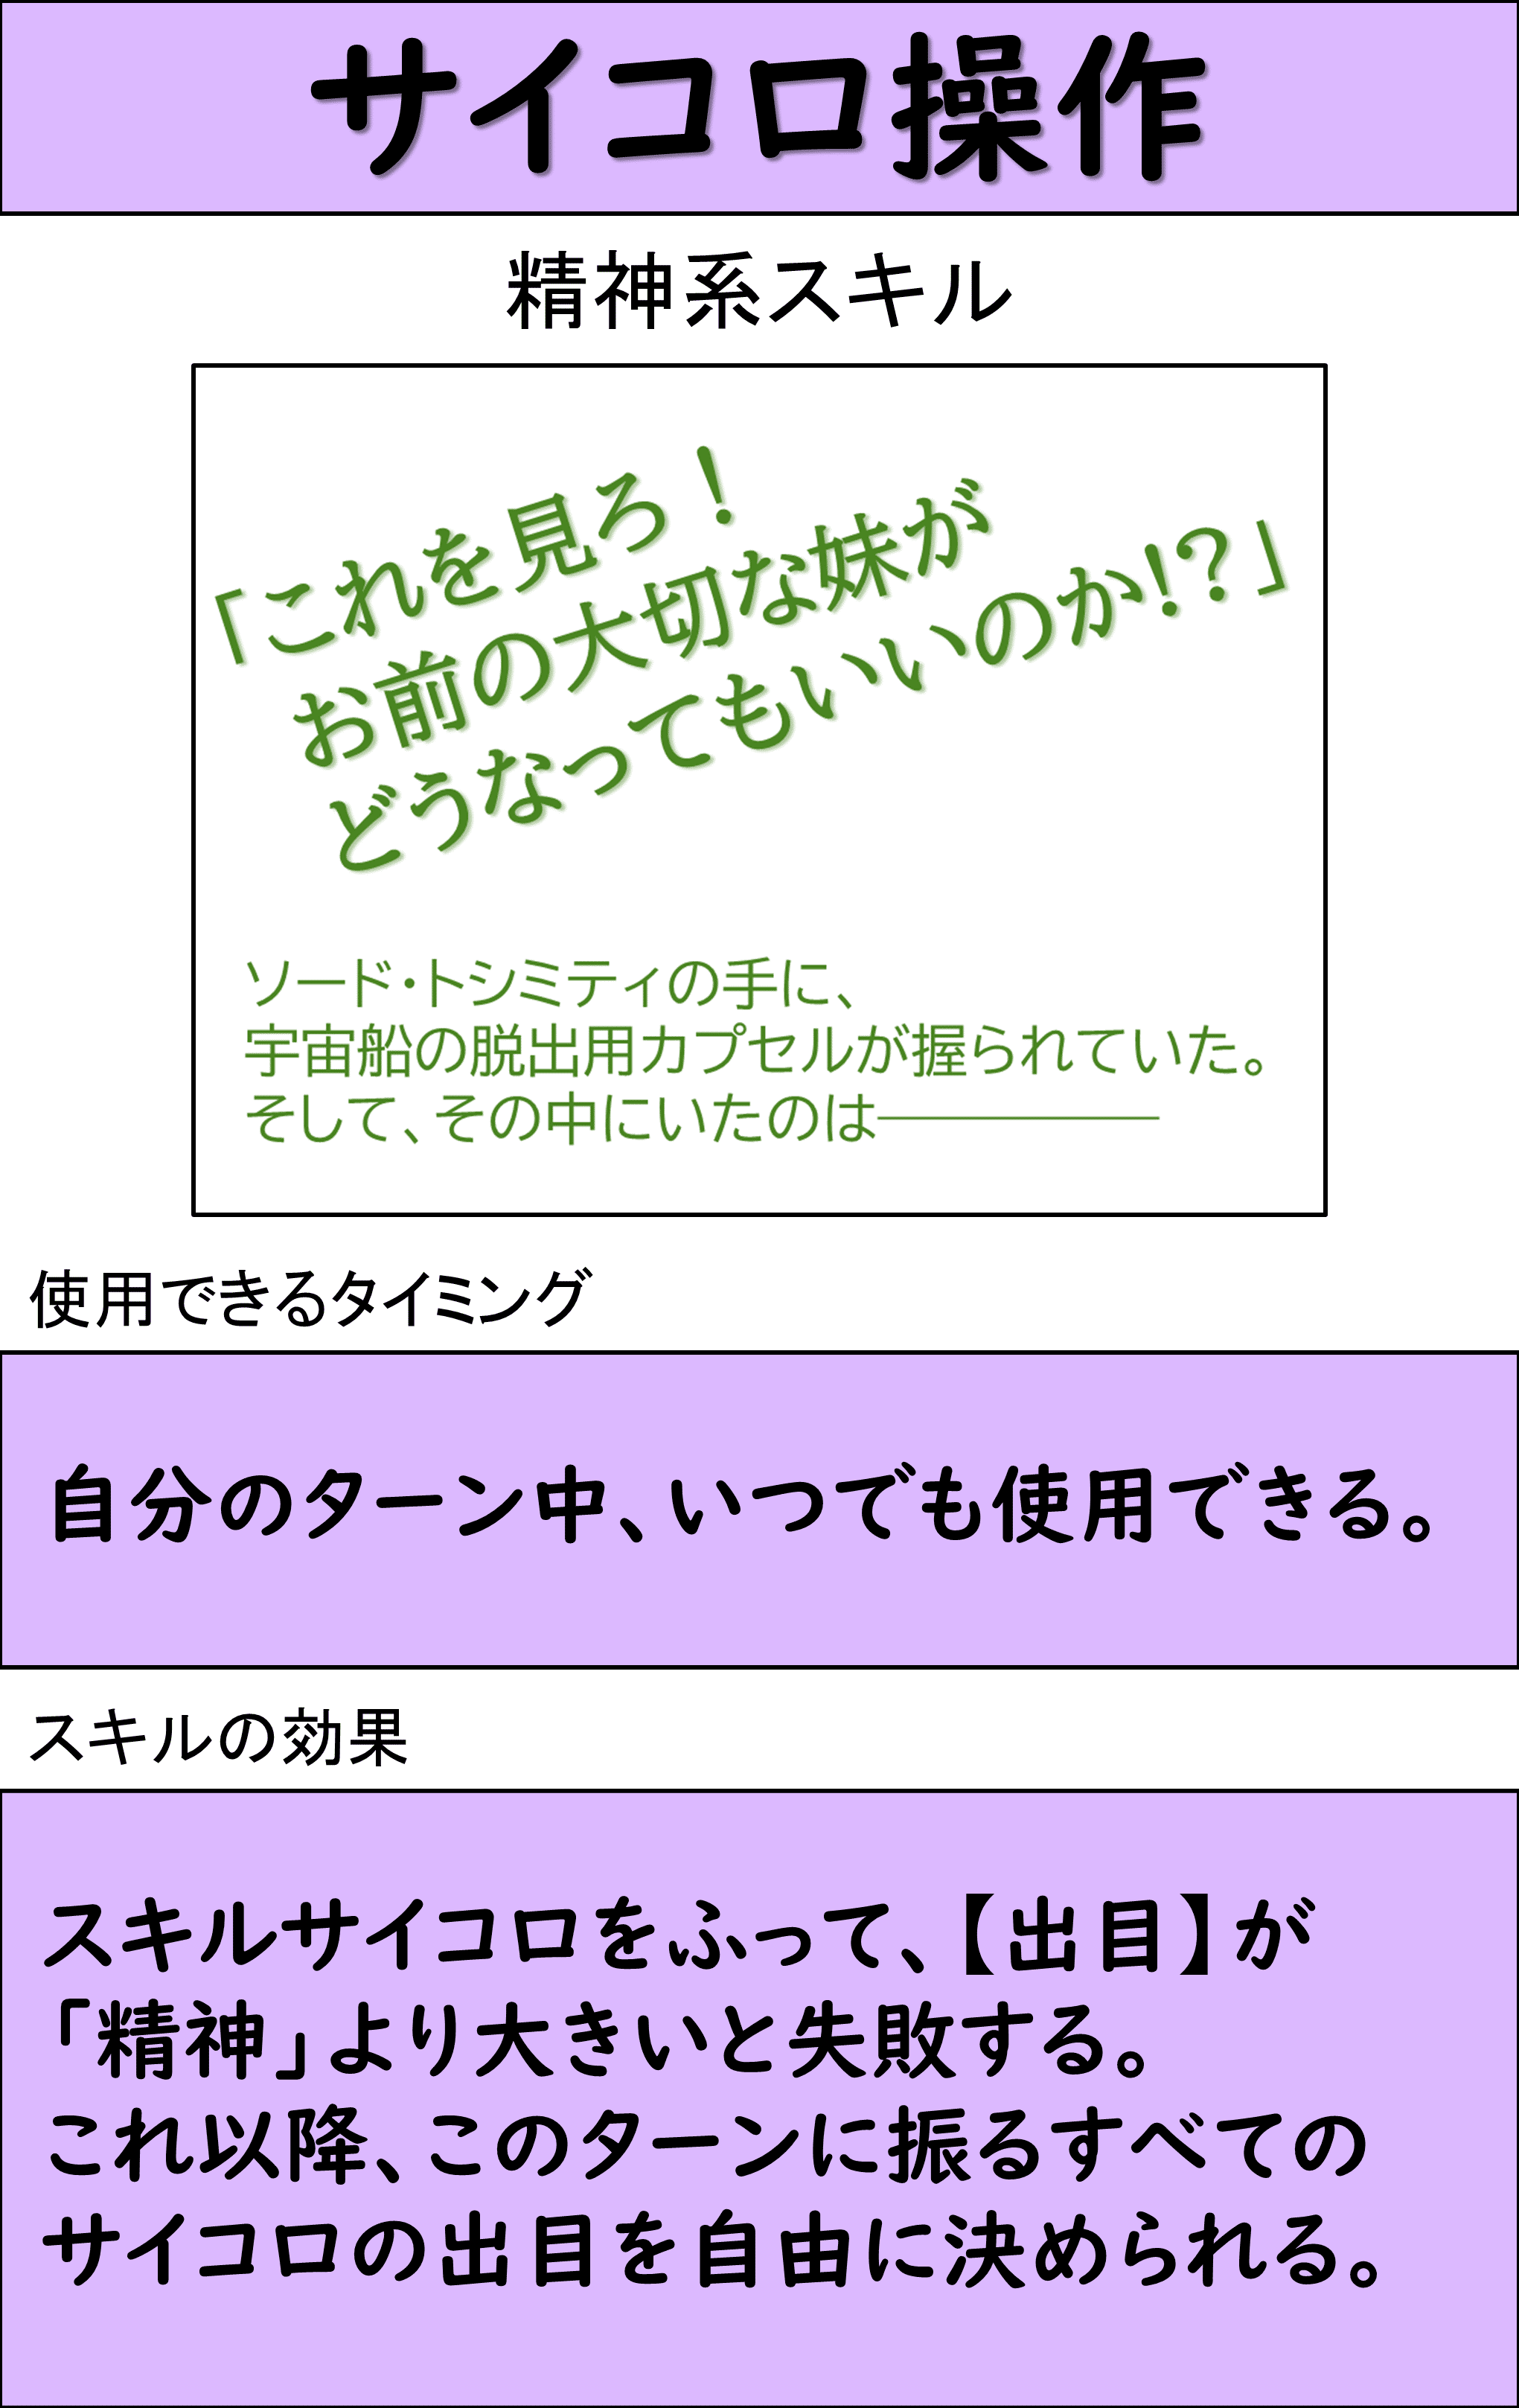 サイコロ操作
精神系スキル
「これを見ろ！
お前の大切な妹が
どうなってもいいのか!?」
ソード・トシミティの手に、
宇宙船の脱出用カプセルが握られていた。
そして、その中にいたのは―――――
使用できるタイミング
自分のターン中、いつでも使用できる。
スキルの効果
スキルサイコロをふって、【出目】が
「精神」より大きいと失敗する。
これ以降、このターンに振るすべての
サイコロの出目を自由に決められる。